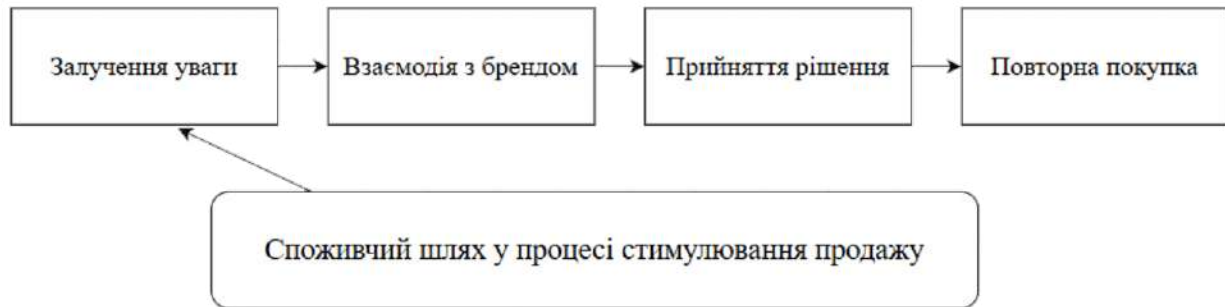 Залучення уваги
Взаємодія з брендом
Прийняття рішення
Повторна покупка
Споживчий шлях у процесі стимулювання продажу